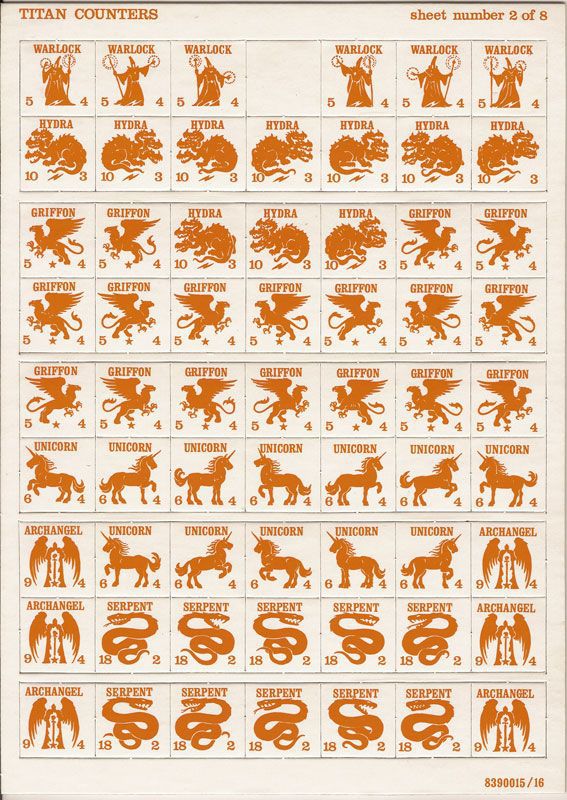 TITAN COUNTERS sheet number 2 of 8
WARLOCK WARLOCK WARLOCK WARLOCK WARLOCK WARLOCK
5 4 5 4 5 4 5 4 5 4 5 4
HYDRA HYDRA HYDRA HYDRA HYDRA HYDRA HYDRA
10 3 10 3 10 3 10 3 10 3 10 3 10 3
GRIFFON GRIFFON HYDRA HYDRA HYDRA GRIFFON GRIFFON
5 4 5 4 10 3 10 3 10 3 5 4 5 4
GRIFFON GRIFFON GRIFFON GRIFFON GRIFFON GRIFFON GRIFFON
5 4 5 4 5 4 5 4 5 4 5 4 5 4
GRIFFON GRIFFON GRIFFON GRIFFON GRIFFON GRIFFON GRIFFON
5 4 5 4 5 4 5 4 5 4 5 4 5 4
UNICORN UNICORN UNICORN UNICORN UNICORN UNICORN UNICORN
6 4 6 4 6 4 6 4 6 4 6 4 6 4
ARCHANGEL UNICORN UNICORN UNICORN UNICORN UNICORN ARCHANGEL
9 4 6 4 6 4 6 4 6 4 6 4 9 4
ARCHANGEL SERPENT SERPENT SERPENT SERPENT SERPENT ARCHANGEL
9 4 18 2 18 2 18 2 18 2 18 2 9 4
ARCHANGEL SERPENT SERPENT SERPENT SERPENT SERPENT ARCHANGEL
9 4 18 2 18 2 18 2 18 2 18 2 9 4
8390015/16